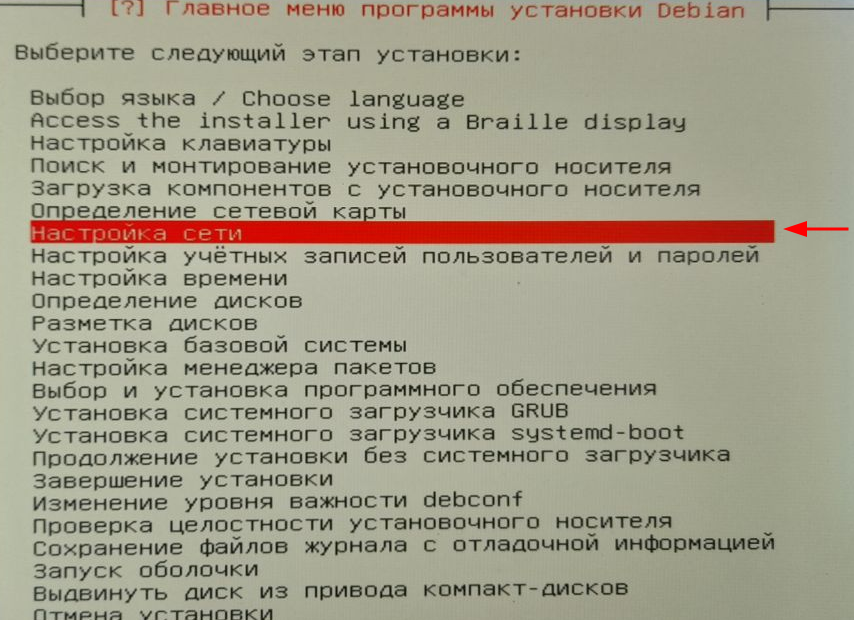 [?] Главное меню программы установки Debian
Выберите следующий этап установки:
Выбор языка / Choose language
Access the installer using a Braille display
Настройка клавиатуры
Поиск и монтирование установочного носителя
Загрузка компонентов с установочного носителя
Определение сетевой карты
Настройка сети
Настройка учётных записей пользователей и паролей
Настройка времени
Определение дисков
Разметка дисков
Установка базовой системы
Настройка менеджера пакетов
Выбор и установка программного обеспечения
Установка системного загрузчика GRUB
Установка системного загрузчика systemd-boot
Продолжение установки без системного загрузчика
Завершение установки
Изменение уровня важности debconf
Проверка целостности установочного носителя
Сохранение файлов журнала с отладочной информацией
Запуск оболочки
Выдвинуть диск из привода компакт-дисков
Отмена установки